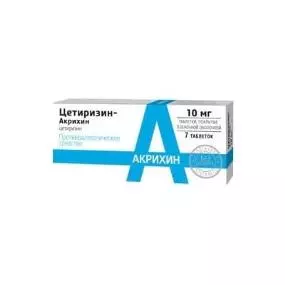 Цетиризин-
Акрихин
цетиризин
Противоаллергическое
средство
10 мг
таблетки, покрытые
пленочной оболочкой
7 таблеток
АКРИХИН